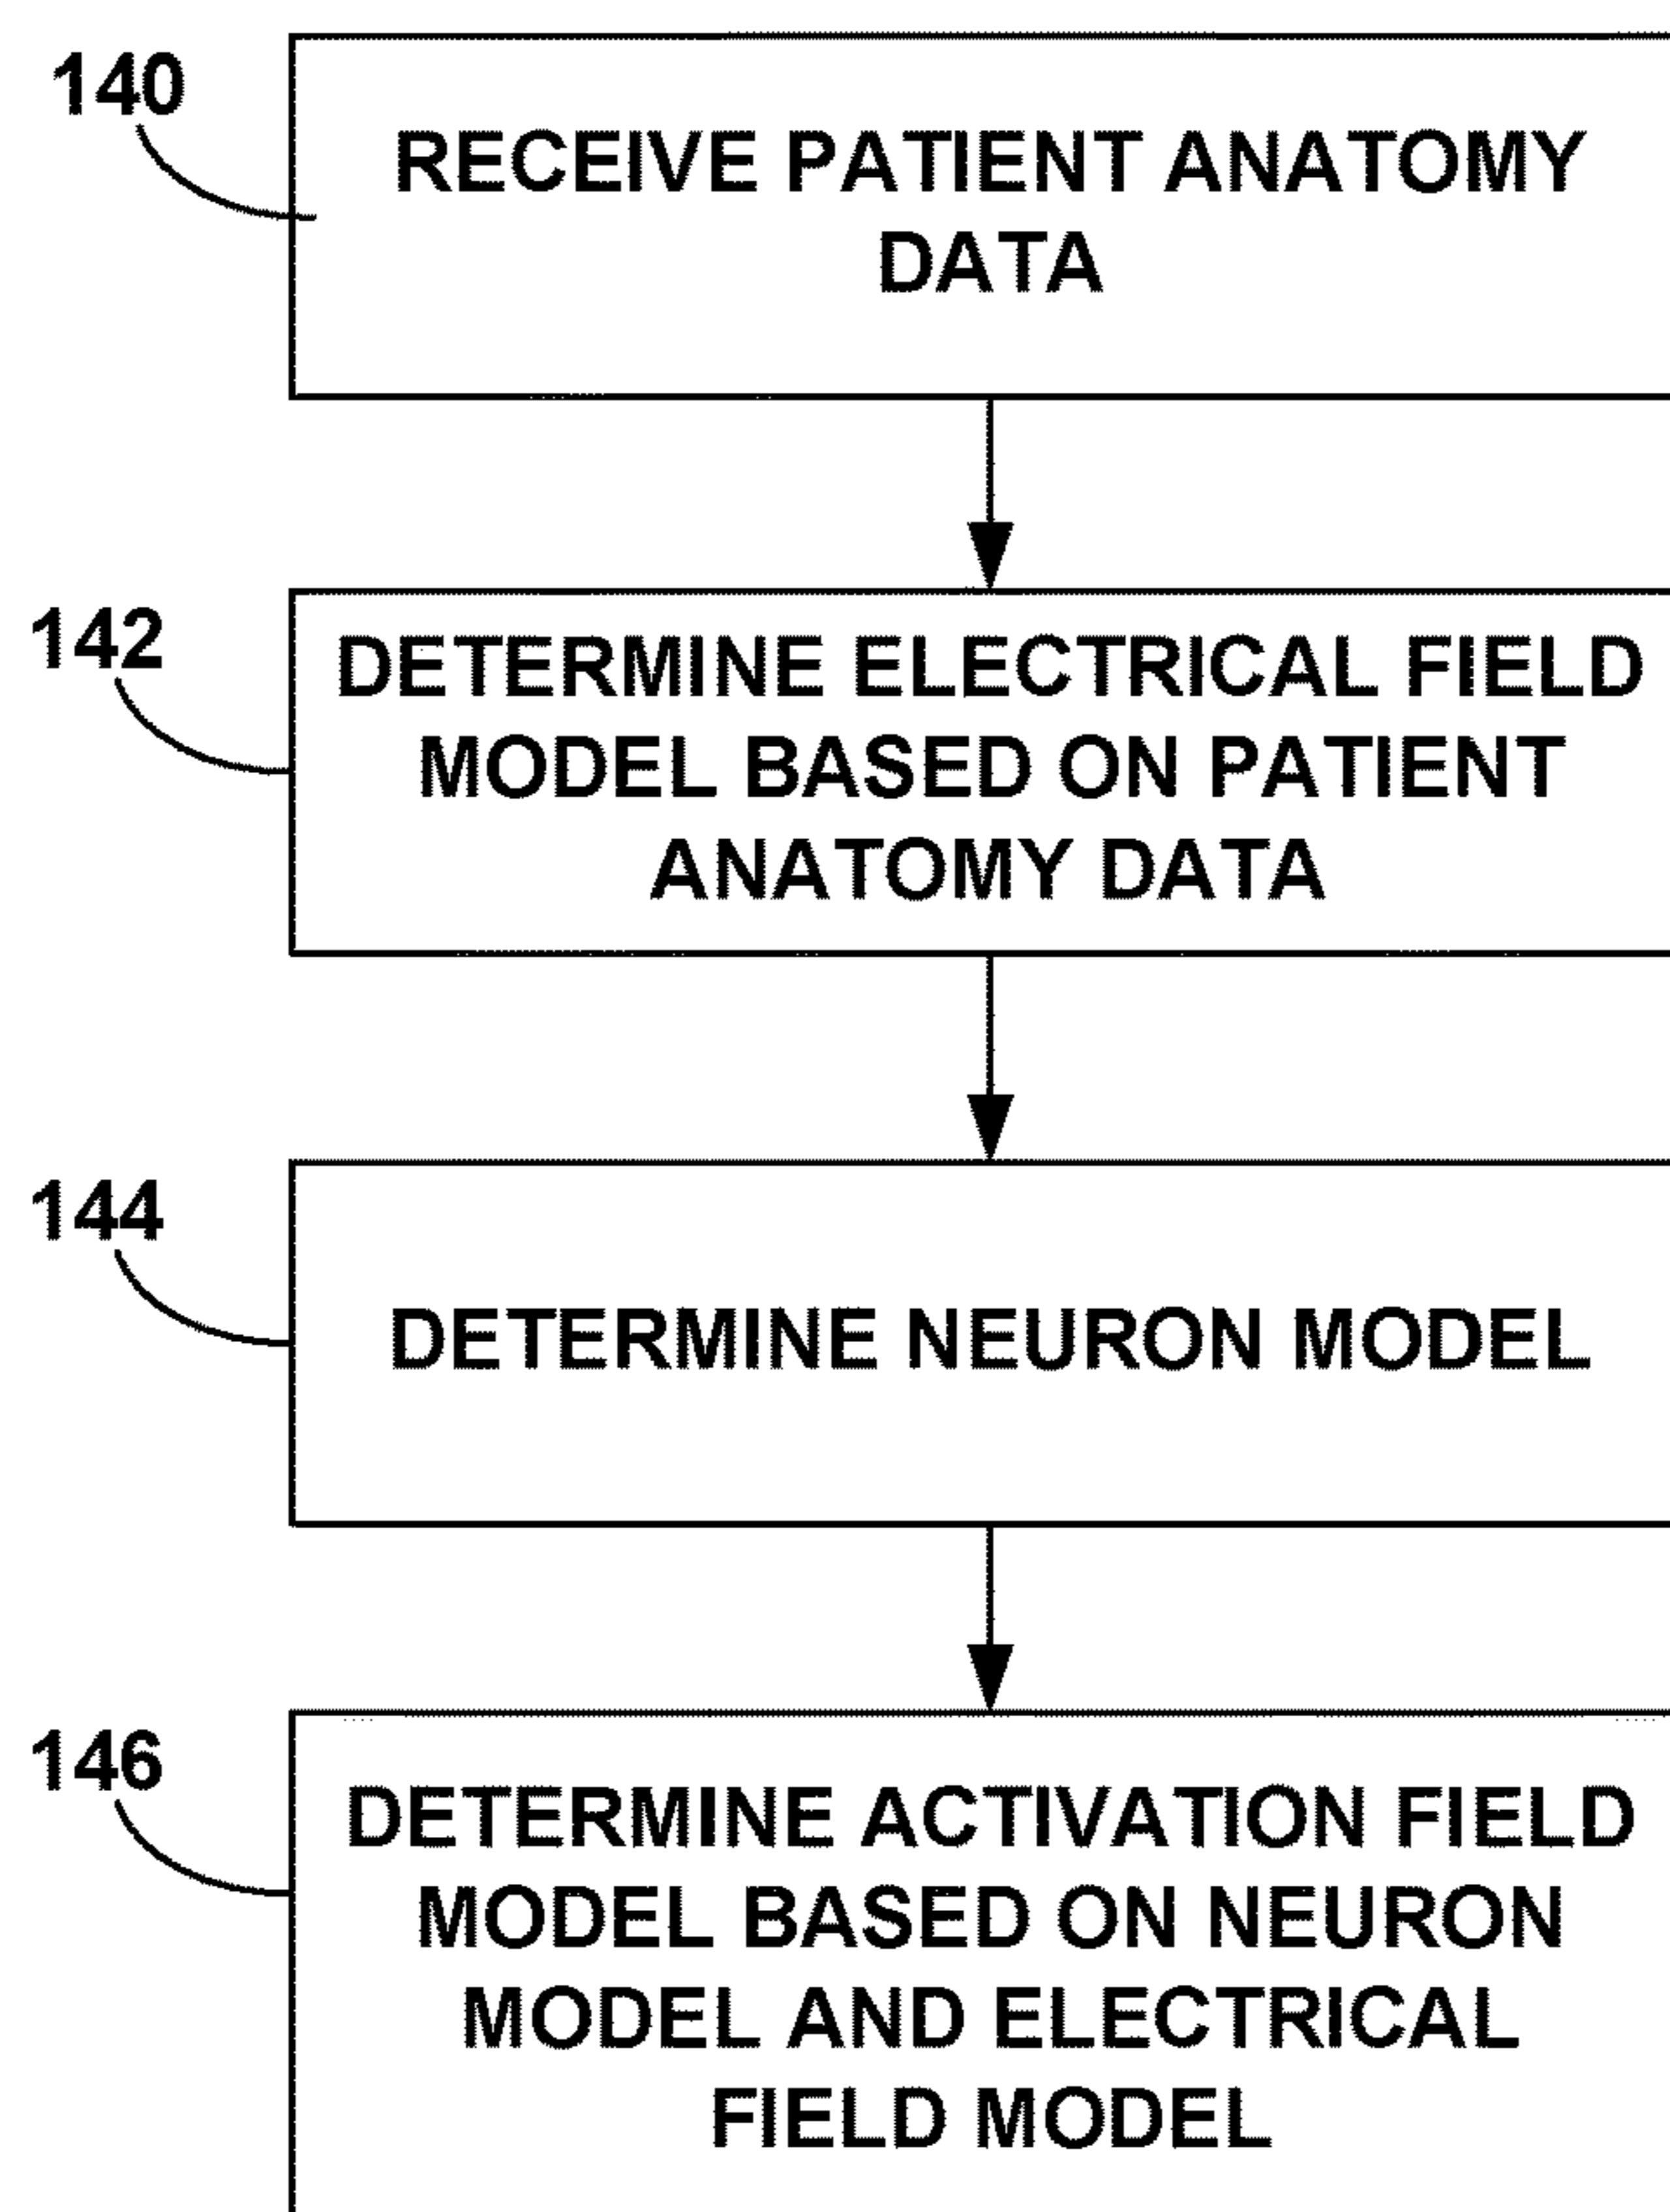 140
RECEIVE PATIENT ANATOMY
DATA
142
DETERMINE ELECTRICAL FIELD
MODEL BASED ON PATIENT
ANATOMY DATA
144
DETERMINE NEURON MODEL
146
DETERMINE ACTIVATION FIELD
MODEL BASED ON NEURON
MODEL AND ELECTRICAL
FIELD MODEL